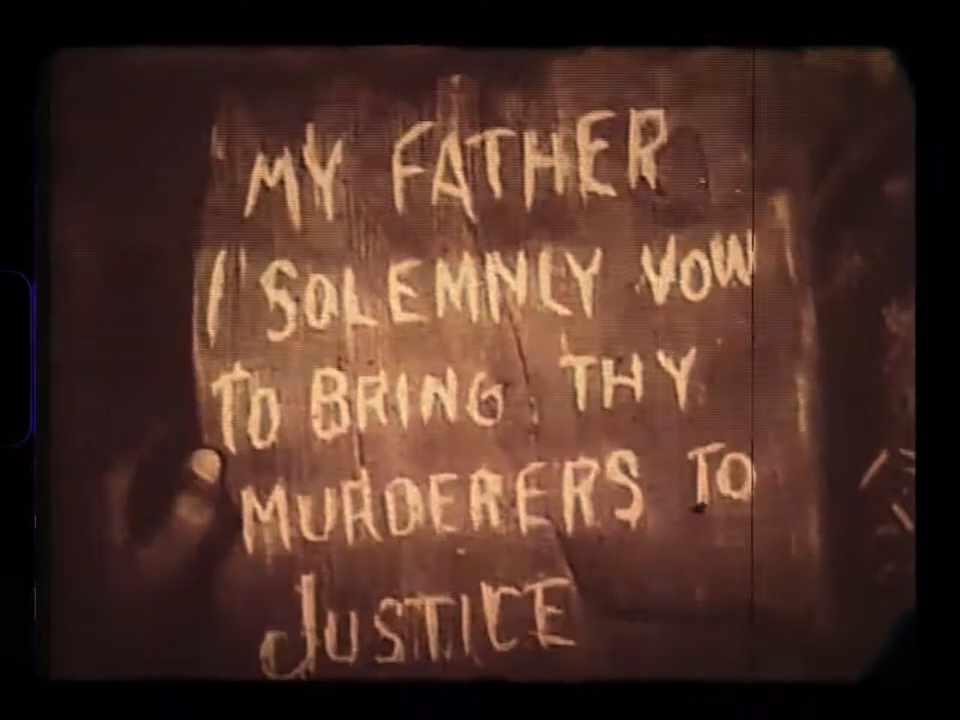 MY FATHER
I SOLEMNLY VOW
TO BRING THY
MURDERERS TO
JUSTICE